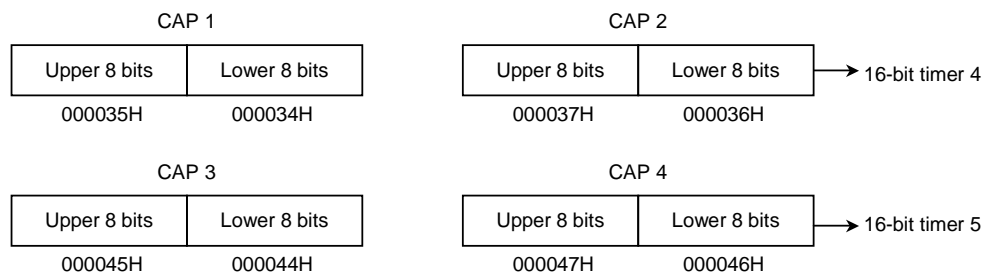 CAP 1
CAP 2
Upper 8 bits Lower 8 bits
Upper 8 bits Lower 8 bits
16-bit timer 4
000035H 000034H
000037H 000036H
CAP 3
CAP 4
Upper 8 bits Lower 8 bits
Upper 8 bits Lower 8 bits
16-bit timer 5
000045H 000044H
000047H 000046H